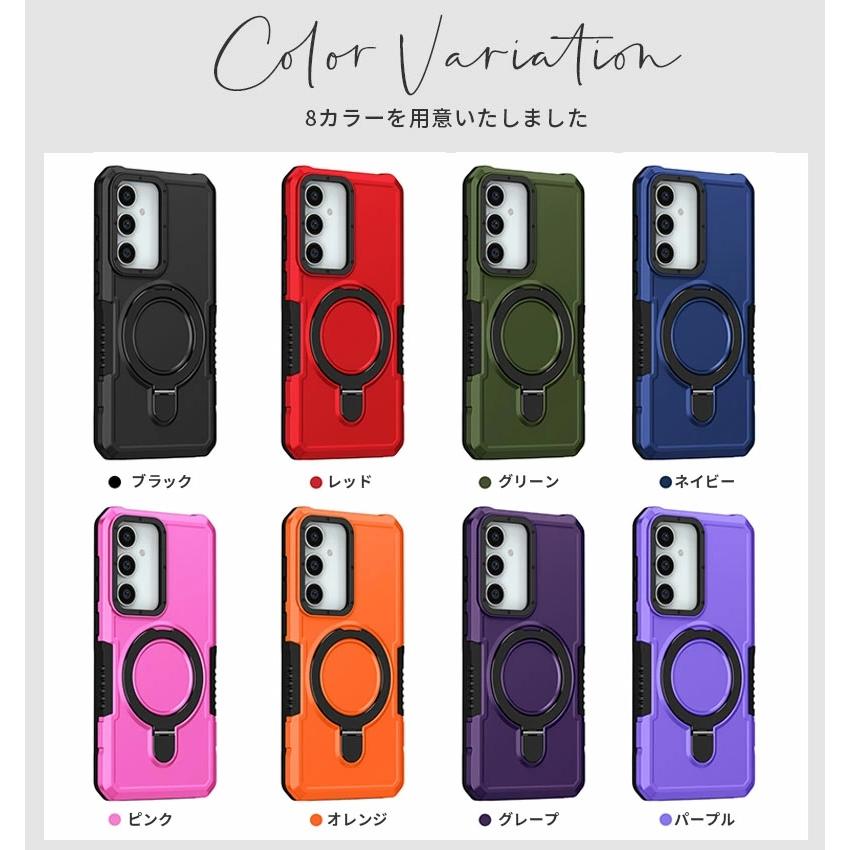 Color Variation
8カラーを用意いたしました
ブラック
レッド
グリーン
ネイビー
ピンク
オレンジ
グレープ
パープル